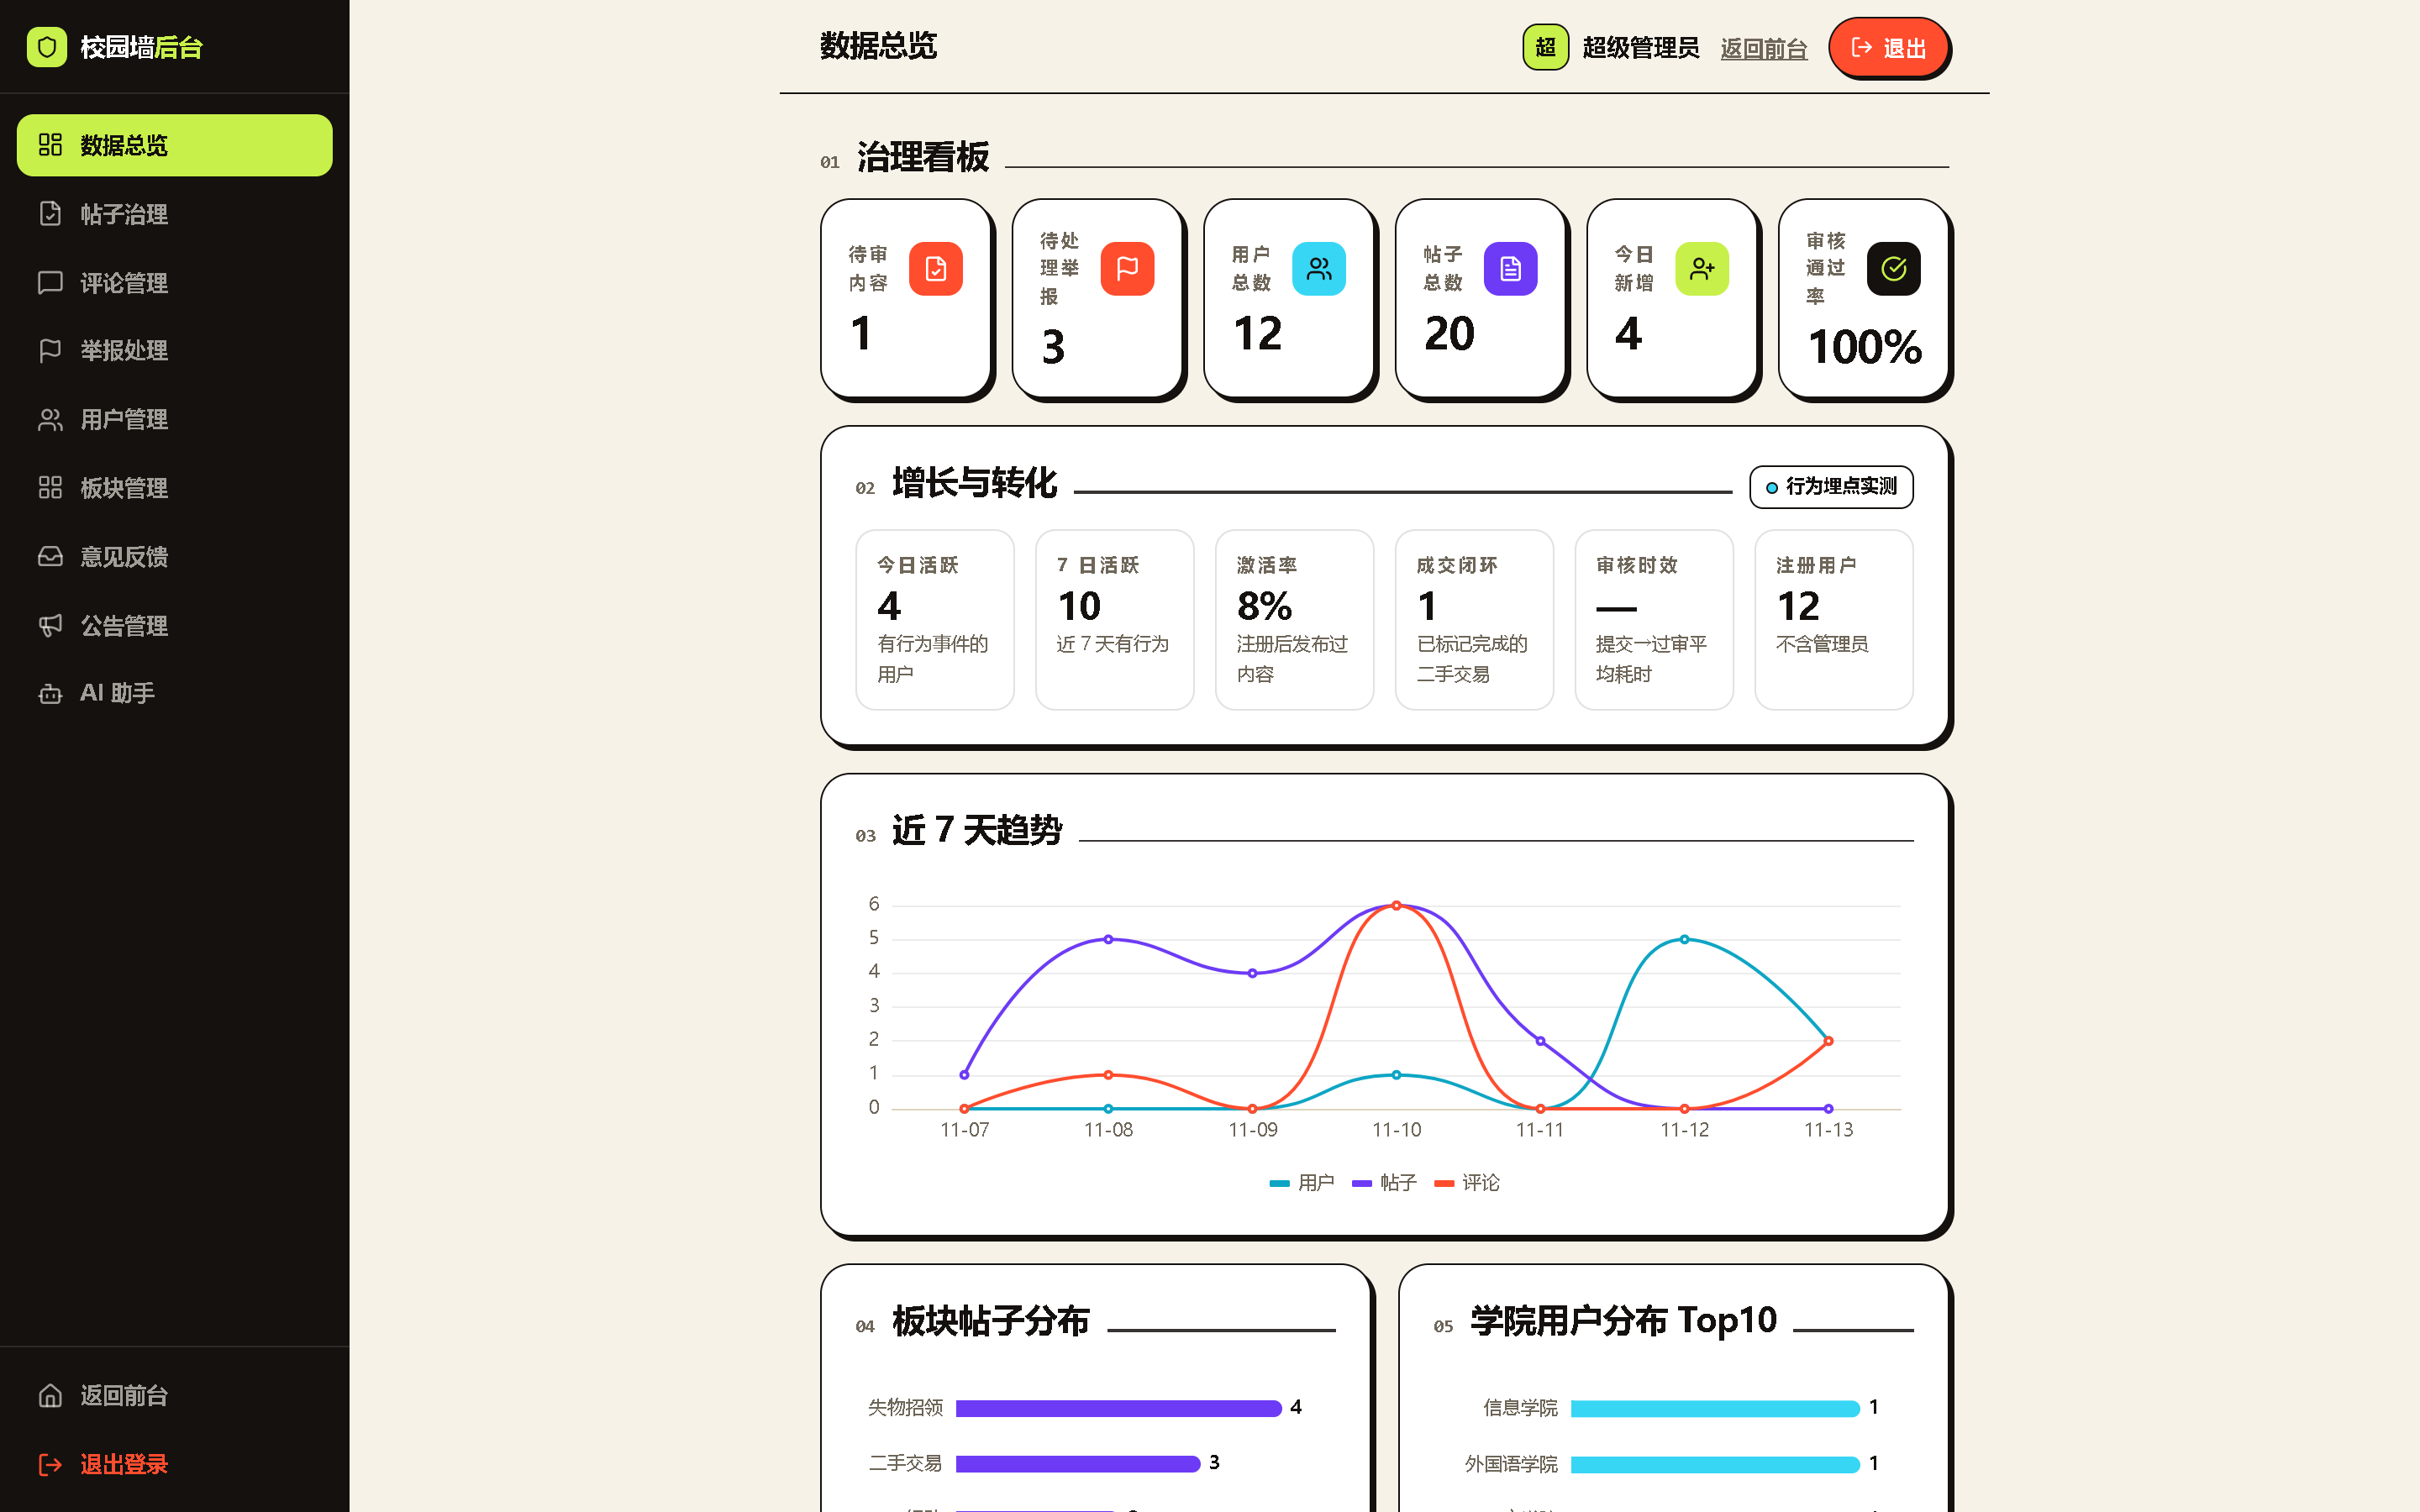 校园墙后台
数据总览
帖子治理
评论管理
举报处理
用户管理
板块管理
意见反馈
公告管理
AI 助手
返回前台
退出登录
数据总览
超 超级管理员 返回前台 退出
01 治理看板
待审
内容
1
待处
理举
报
3
用户
总数
12
帖子
总数
20
今日
新增
4
审核
通过
率
100%
02 增长与转化
行为埋点实测
今日活跃
4
有行为事件的
用户
7 日活跃
10
近 7 天有行为
激活率
8%
注册后发布过
内容
成交闭环
1
已标记完成的
二手交易
审核时效
—
提交→过审平
均耗时
注册用户
12
不含管理员
03 近 7 天趋势
6
5
4
3
2
1
0
11-07 11-08 11-09 11-10 11-11 11-12 11-13
用户 帖子 评论
04 板块帖子分布
失物招领 4
二手交易 3
05 学院用户分布 Top10
信息学院 1
外国语学院 1